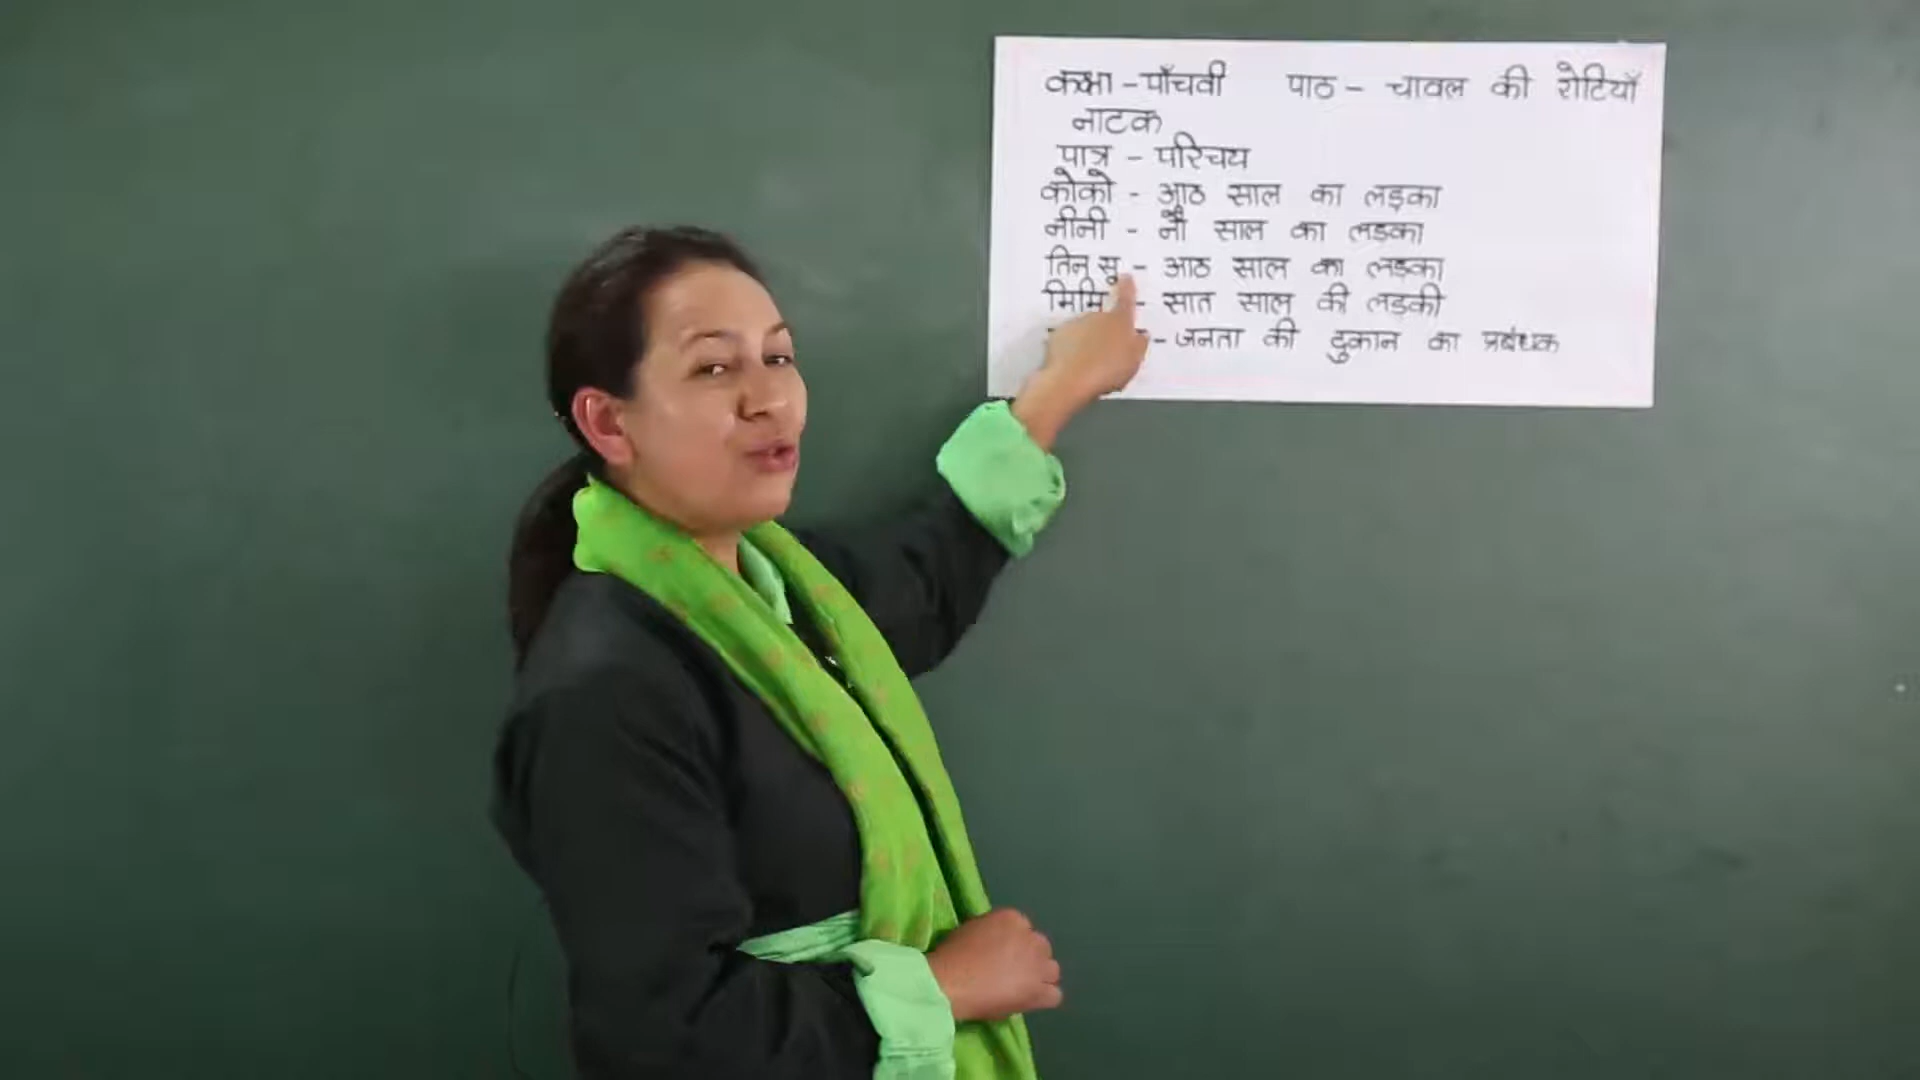 कक्षा - पाँचवी पाठ - चावल की रोटियाँ
नाटक
पात्र - परिचय
कोको - आठ साल का लड़का
नीनी - नौ साल का लड़का
तिन सू - आठ साल का लड़का
मिमि - सात साल की लड़की
- जनता की दुकान का प्रबंधक